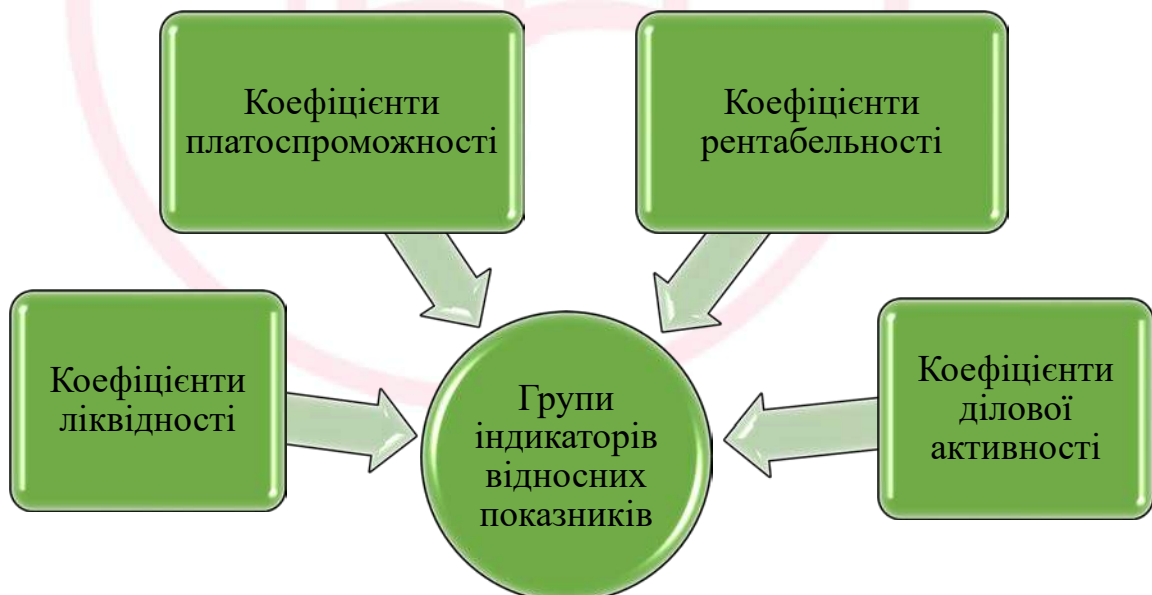 Коефіцієнти
платоспроможності
Коефіцієнти
рентабельності
Коефіцієнти
ліквідності
Групи
індикаторів
відносних
показників
Коефіцієнти
ділової
активності